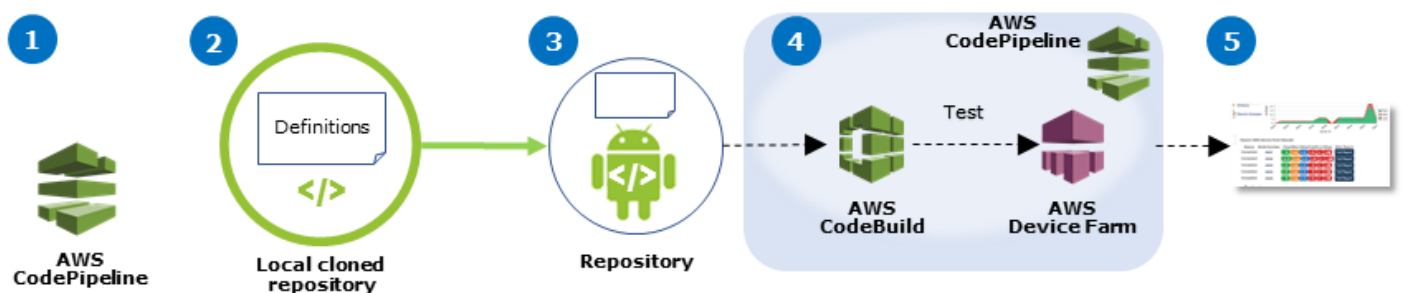 1
AWS
CodePipeline
2
Definitions
</>
Local cloned
repository
3
</>
Repository
4
AWS
CodePipeline
AWS
CodeBuild
Test
AWS
Device Farm
5